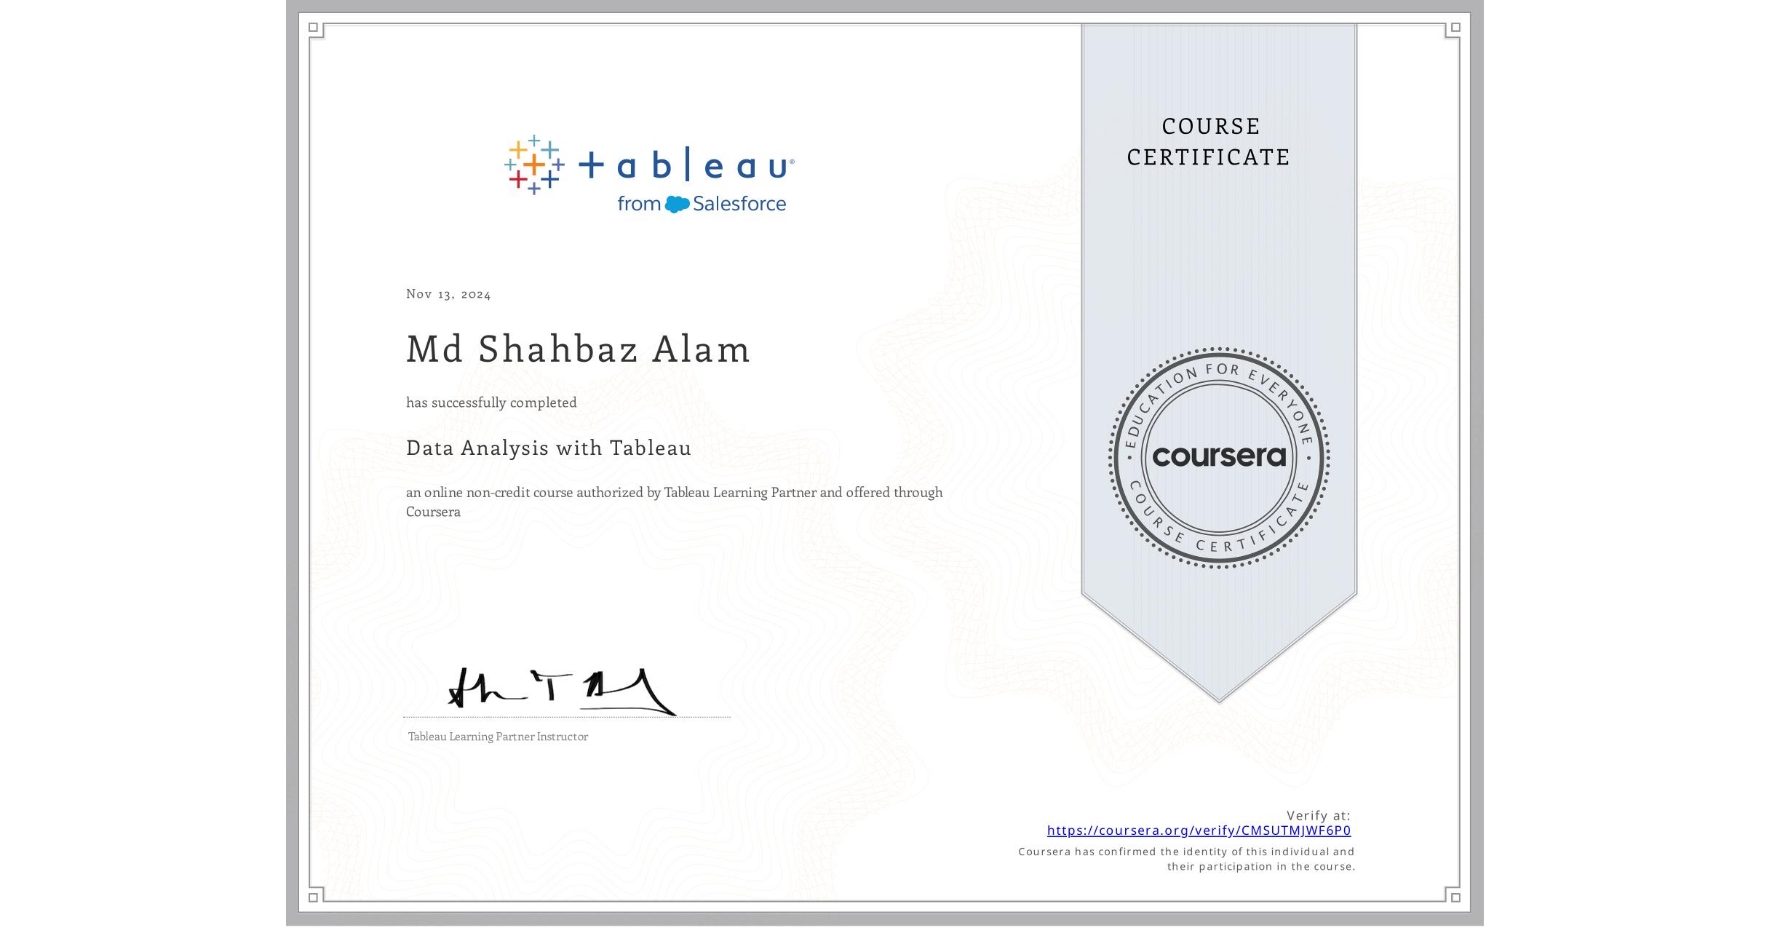 +ableau®
from Salesforce
COURSE
CERTIFICATE
Nov 13, 2024
Md Shahbaz Alam
has successfully completed
Data Analysis with Tableau
an online non-credit course authorized by Tableau Learning Partner and offered through
Coursera
EDUCATION FOR EVERYONE
coursera
COURSE CERTIFICATE
Tableau Learning Partner Instructor
Verify at:
https://coursera.org/verify/CMSUTMJWF6P0
Coursera has confirmed the identity of this individual and
their participation in the course.